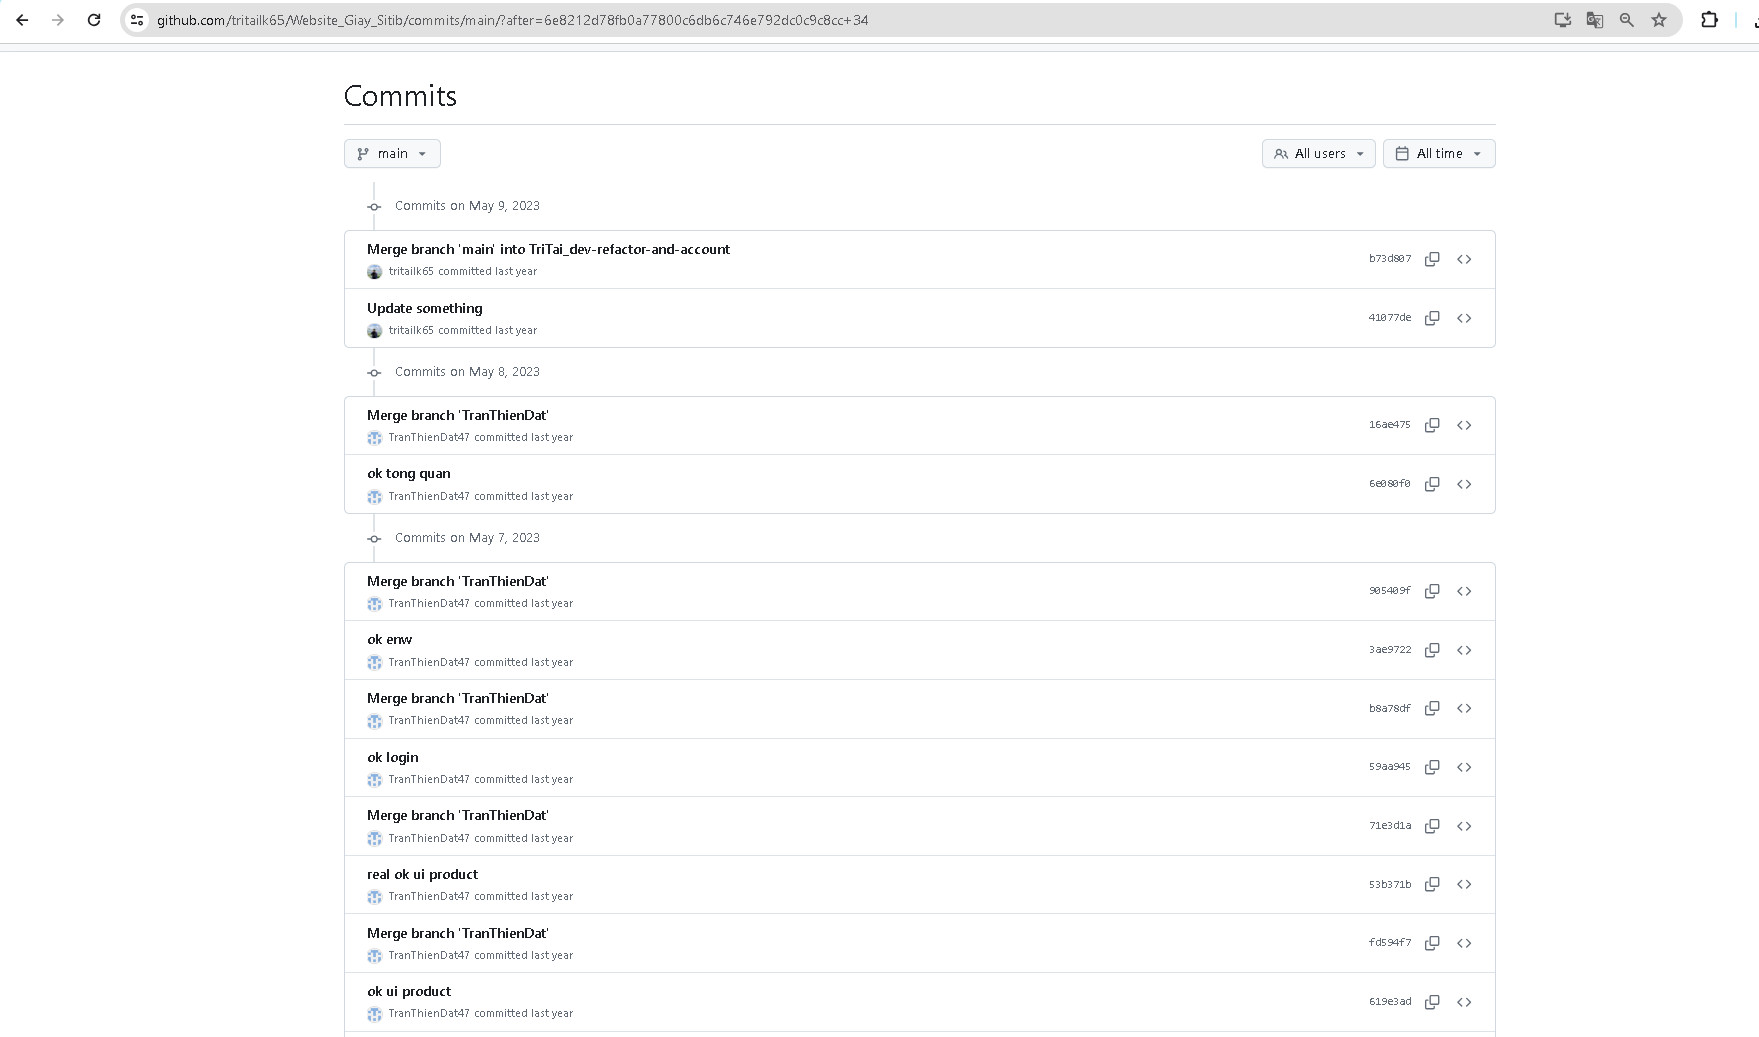 github.com/tritailk65/Website_Giay_Sitib/commits/main/?after=6e8212d78fb0a77800c6db6c746e792dc0c9c8cc+34
Commits
main
All users
All time
Commits on May 9, 2023
Merge branch 'main' into TriTai_dev-refactor-and-account
tritailk65 committed last year
b73d807
Update something
tritailk65 committed last year
41077de
Commits on May 8, 2023
Merge branch 'TranThienDat'
TranThienDat47 committed last year
16ae475
ok tong quan
TranThienDat47 committed last year
6e080f0
Commits on May 7, 2023
Merge branch 'TranThienDat'
TranThienDat47 committed last year
905409f
ok enw
TranThienDat47 committed last year
3ae9722
Merge branch 'TranThienDat'
TranThienDat47 committed last year
b8a78df
ok login
TranThienDat47 committed last year
59aa945
Merge branch 'TranThienDat'
TranThienDat47 committed last year
71e3d1a
real ok ui product
TranThienDat47 committed last year
53b371b
Merge branch 'TranThienDat'
TranThienDat47 committed last year
fd594f7
ok ui product
TranThienDat47 committed last year
619e3ad